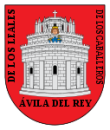 DE LOS LEALES
DE LOS CABALLEROS
ÁVILA DEL REY